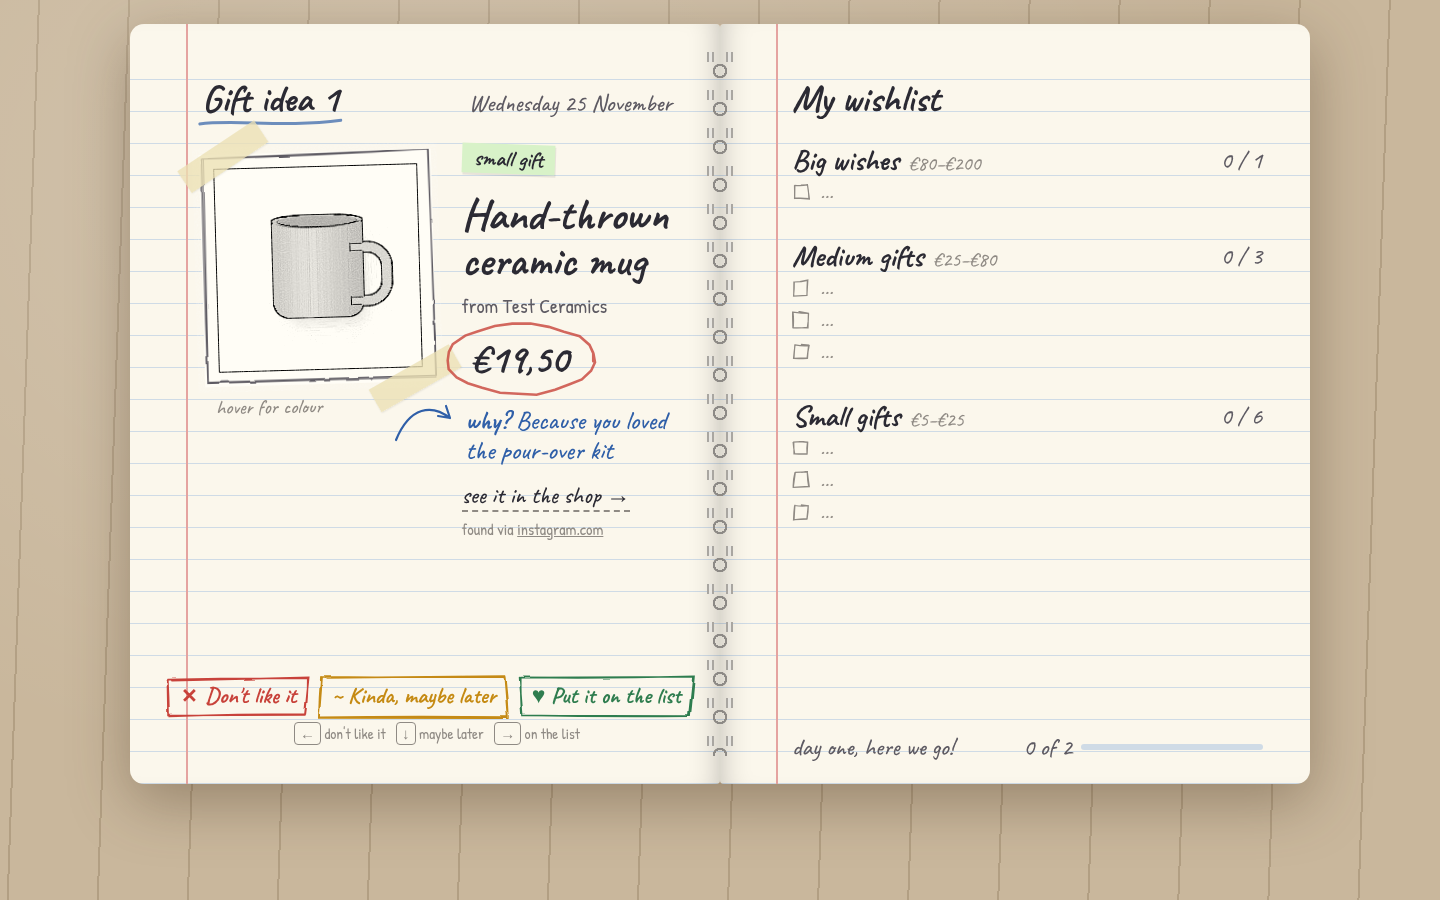 Gift idea 1
Wednesday 25 November
small gift
Hand-thrown
ceramic mug
from Test Ceramics
€19,50
hover for colour
why? Because you loved
the pour-over kit
see it in the shop →
found via instagram.com
✕ Don't like it
~ Kinda, maybe later
♥ Put it on the list
← don't like it ↓ maybe later → on the list
My wishlist
Big wishes €80–€200 0 / 1
...
Medium gifts €25–€80 0 / 3
...
...
...
Small gifts €5–€25 0 / 6
...
...
...
day one, here we go! 0 of 2